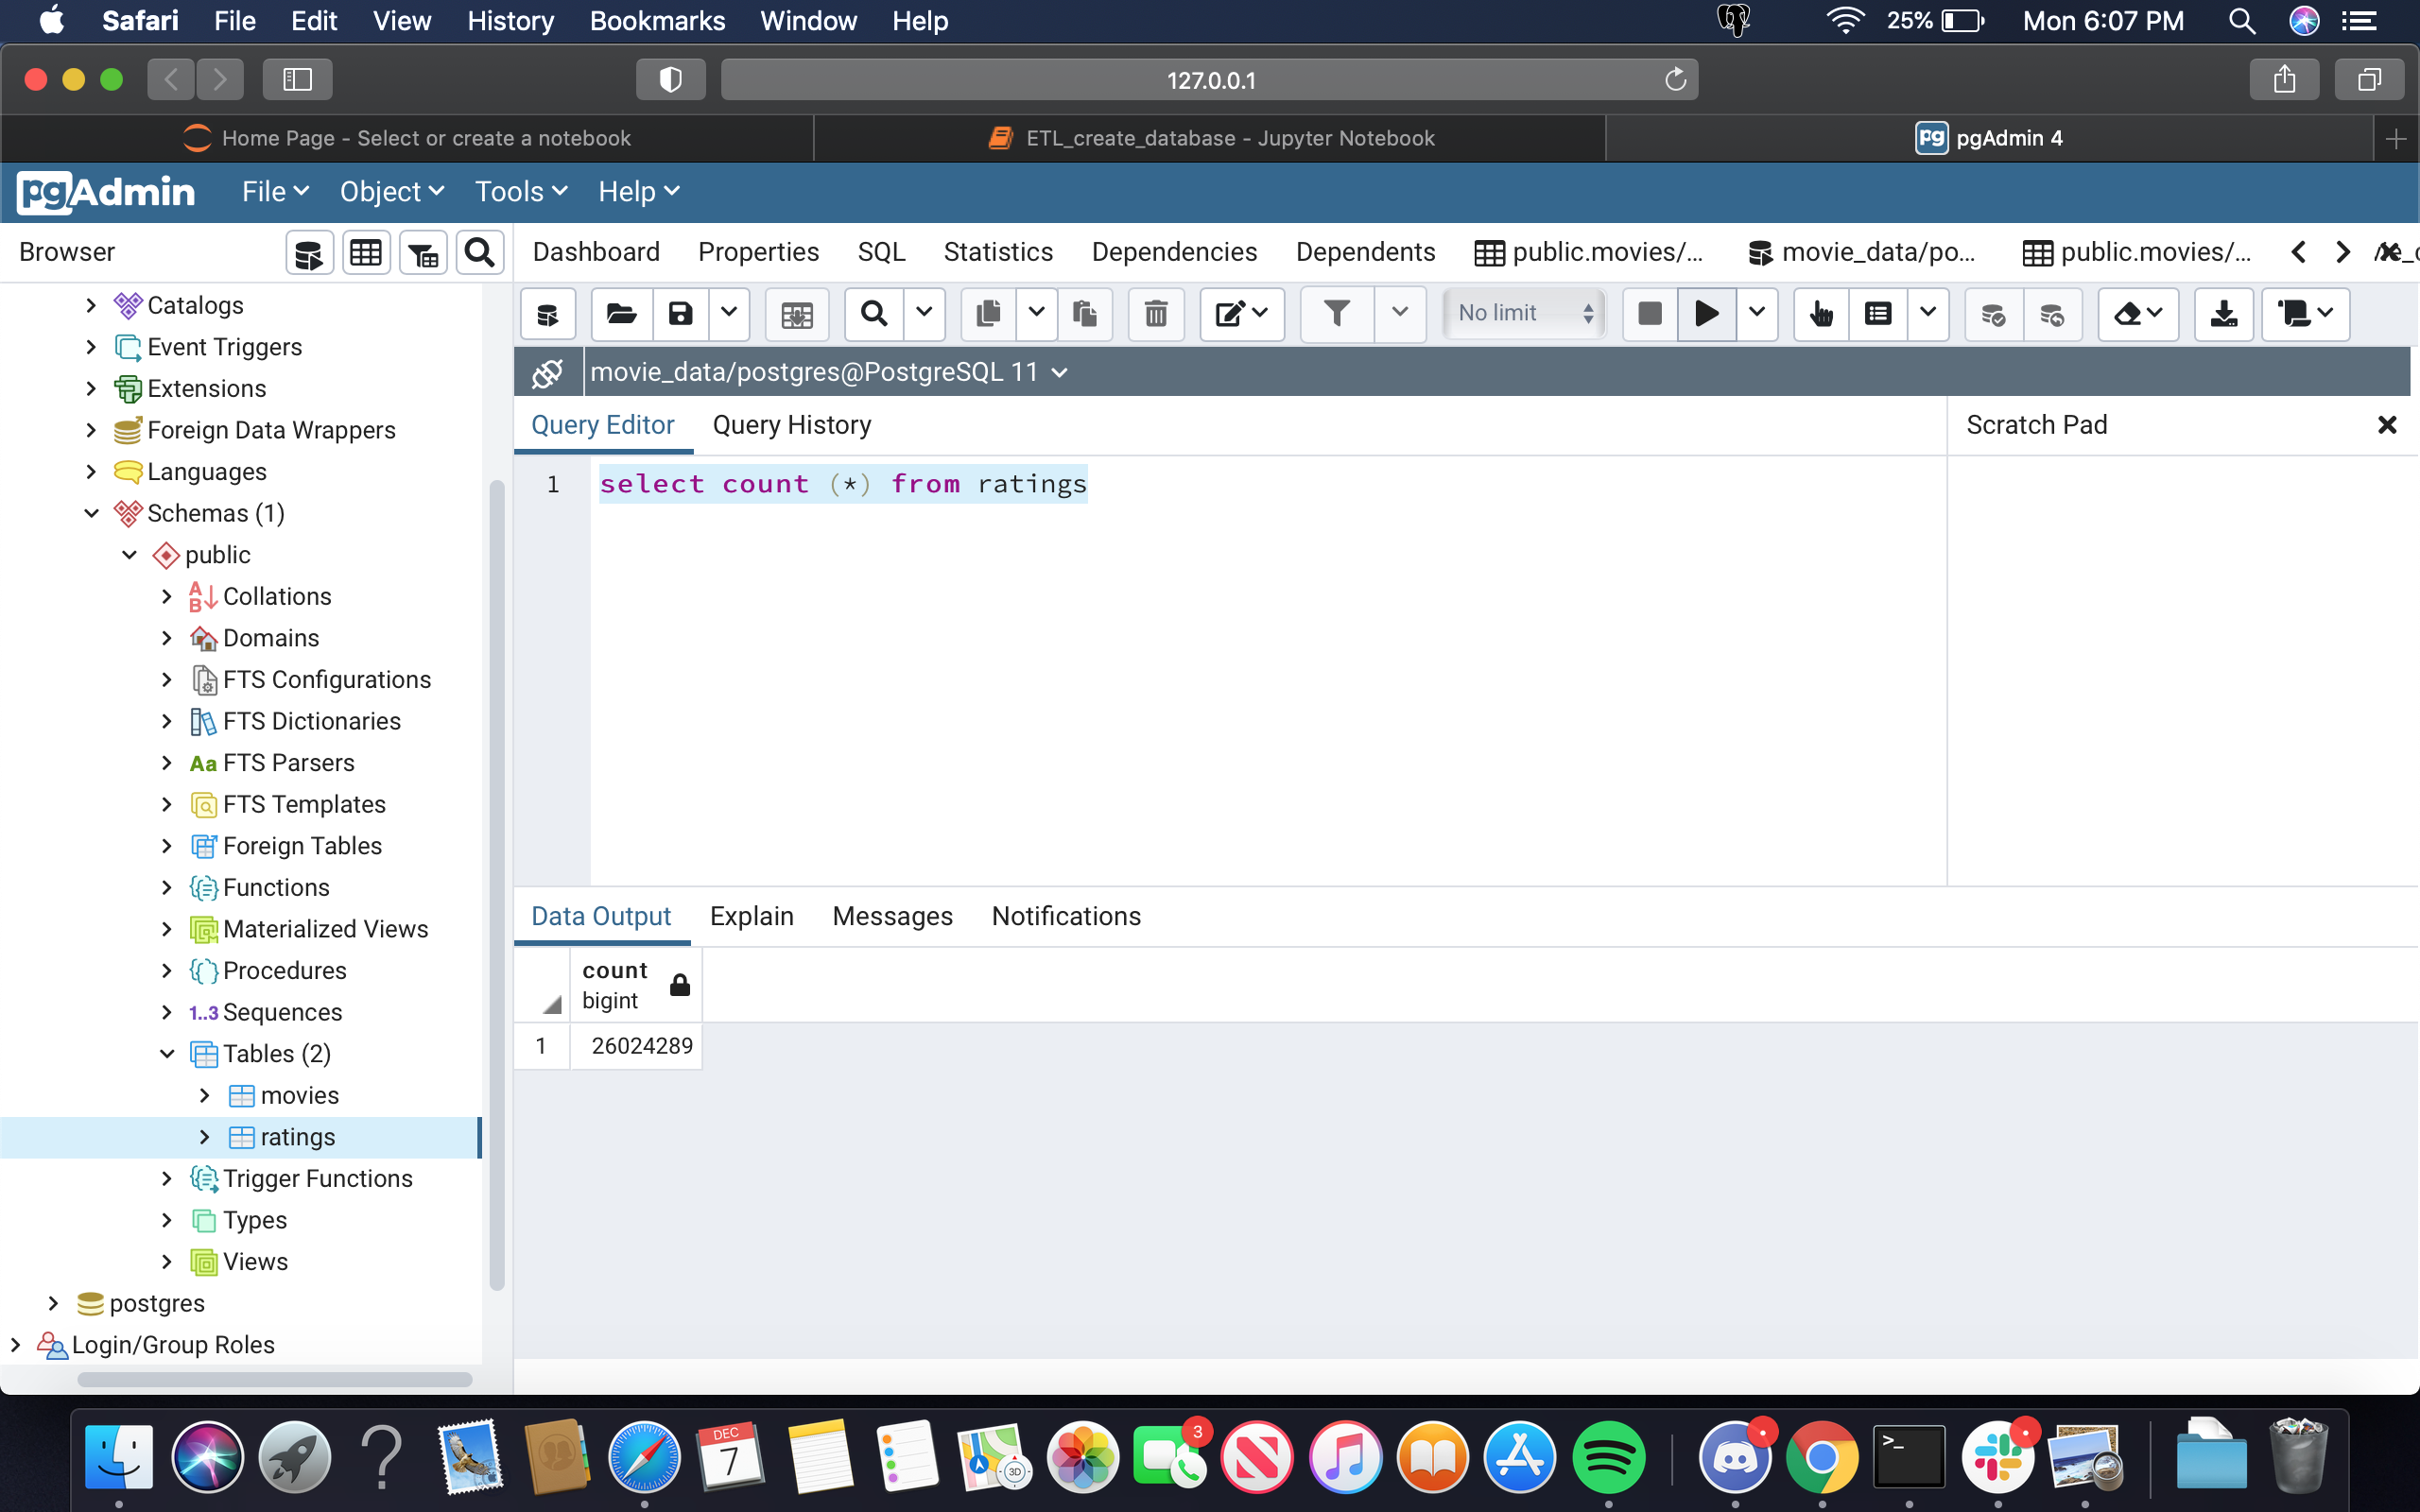 Safari File Edit View History Bookmarks Window Help 25% Mon 6:07 PM
127.0.0.1
Home Page - Select or create a notebook ETL_create_database - Jupyter Notebook pg pgAdmin 4
pgAdmin File Object Tools Help
Browser Dashboard Properties SQL Statistics Dependencies Dependents public.movies/... movie_data/po... public.movies/...
No limit
movie_data/postgres@PostgreSQL 11
Query Editor Query History Scratch Pad
1 select count (*) from ratings
Catalogs
Event Triggers
Extensions
Foreign Data Wrappers
Languages
Schemas (1)
public
Collations
Domains
FTS Configurations
FTS Dictionaries
Aa FTS Parsers
FTS Templates
Foreign Tables
Functions
Materialized Views
Procedures
1..3 Sequences
Tables (2)
movies
ratings
Trigger Functions
Types
Views
postgres
Login/Group Roles
Data Output Explain Messages Notifications
count
bigint
1 26024289
DEC
7
3D
3